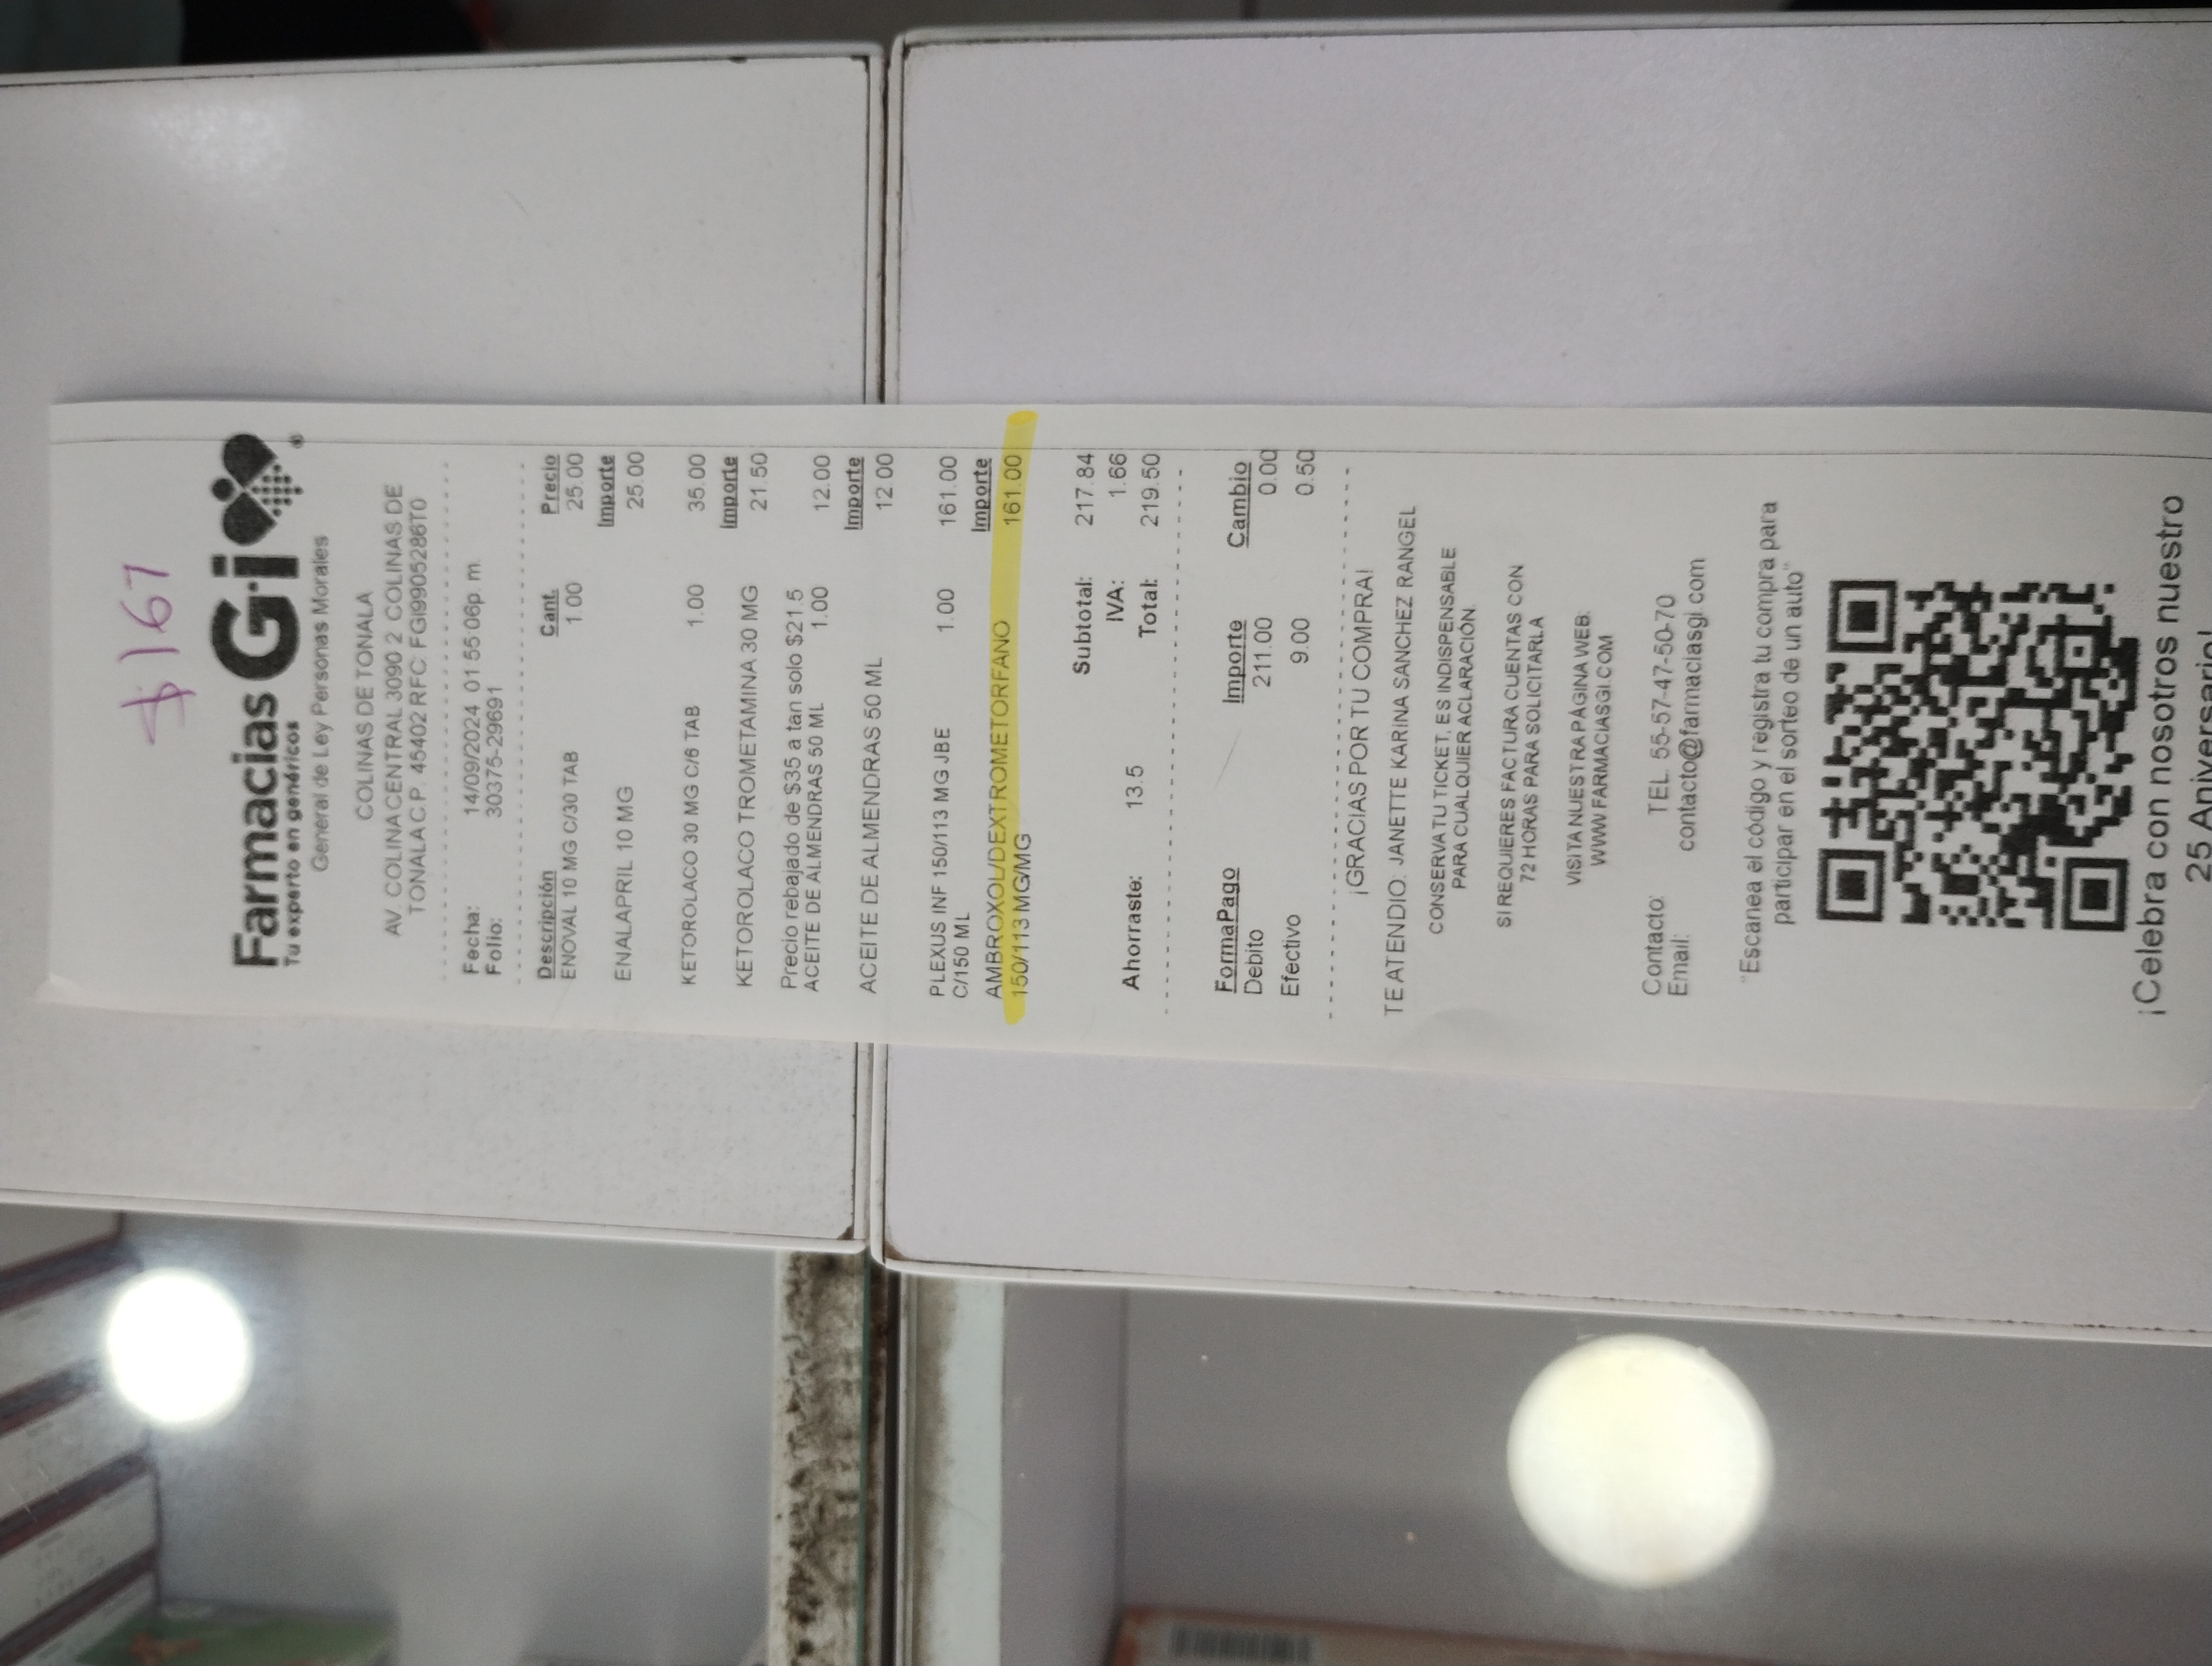 $ 167
Farmacias Gi ®
Tu experto en genéricos
General de Ley Personas Morales
COLINAS DE TONALA
AV. COLINA CENTRAL 3090 2 COLINAS DE
TONALA C.P. 45402 RFC: FGI9905286T0
Fecha: 14/09/2024 01 55 06p. m.
Folio: 30375-29691
Descripción Cant. Precio
ENOVAL 10 MG C/30 TAB 1.00 25.00
Importe
ENALAPRIL 10 MG 25.00
KETOROLACO 30 MG C/6 TAB 1.00 35.00
Importe
KETOROLACO TROMETAMINA 30 MG 21.50
Precio rebajado de $35 a tan solo $21.5
ACEITE DE ALMENDRAS 50 ML 1.00 12.00
Importe
ACEITE DE ALMENDRAS 50 ML 12.00
PLEXUS INF 150/113 MG JBE 1.00 161.00
C/150 ML
Importe
AMBROXOL/DEXTROMETORFANO 161.00
150/113 MG/MG
Subtotal: 217.84
IVA: 1.66
Ahorraste: 13.5 Total: 219.50
FormaPago Importe Cambio
Debito 211.00 0.00
Efectivo 9.00 0.50
¡GRACIAS POR TU COMPRA!
TE ATENDIO: JANETTE KARINA SANCHEZ RANGEL
CONSERVA TU TICKET, ES INDISPENSABLE
PARA CUALQUIER ACLARACIÓN.
SI REQUIERES FACTURA CUENTAS CON
72 HORAS PARA SOLICITARLA
VISITA NUESTRA PÁGINA WEB:
WWW.FARMACIASGI.COM
Contacto: TEL. 55-57-47-50-70
Email: contacto@farmaciasgi.com
"Escanea el código y registra tu compra para
participar en el sorteo de un auto"
¡Celebra con nosotros nuestro
25 Aniversario!